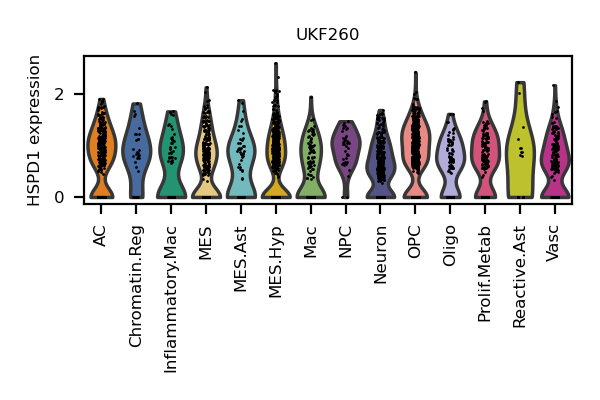 UKF260
HSPD1 expression
2
0
AC
Chromatin.Reg
Inflammatory.Mac
MES
MES.Ast
MES.Hyp
Mac
NPC
Neuron
OPC
Oligo
Prolif.Metab
Reactive.Ast
Vasc